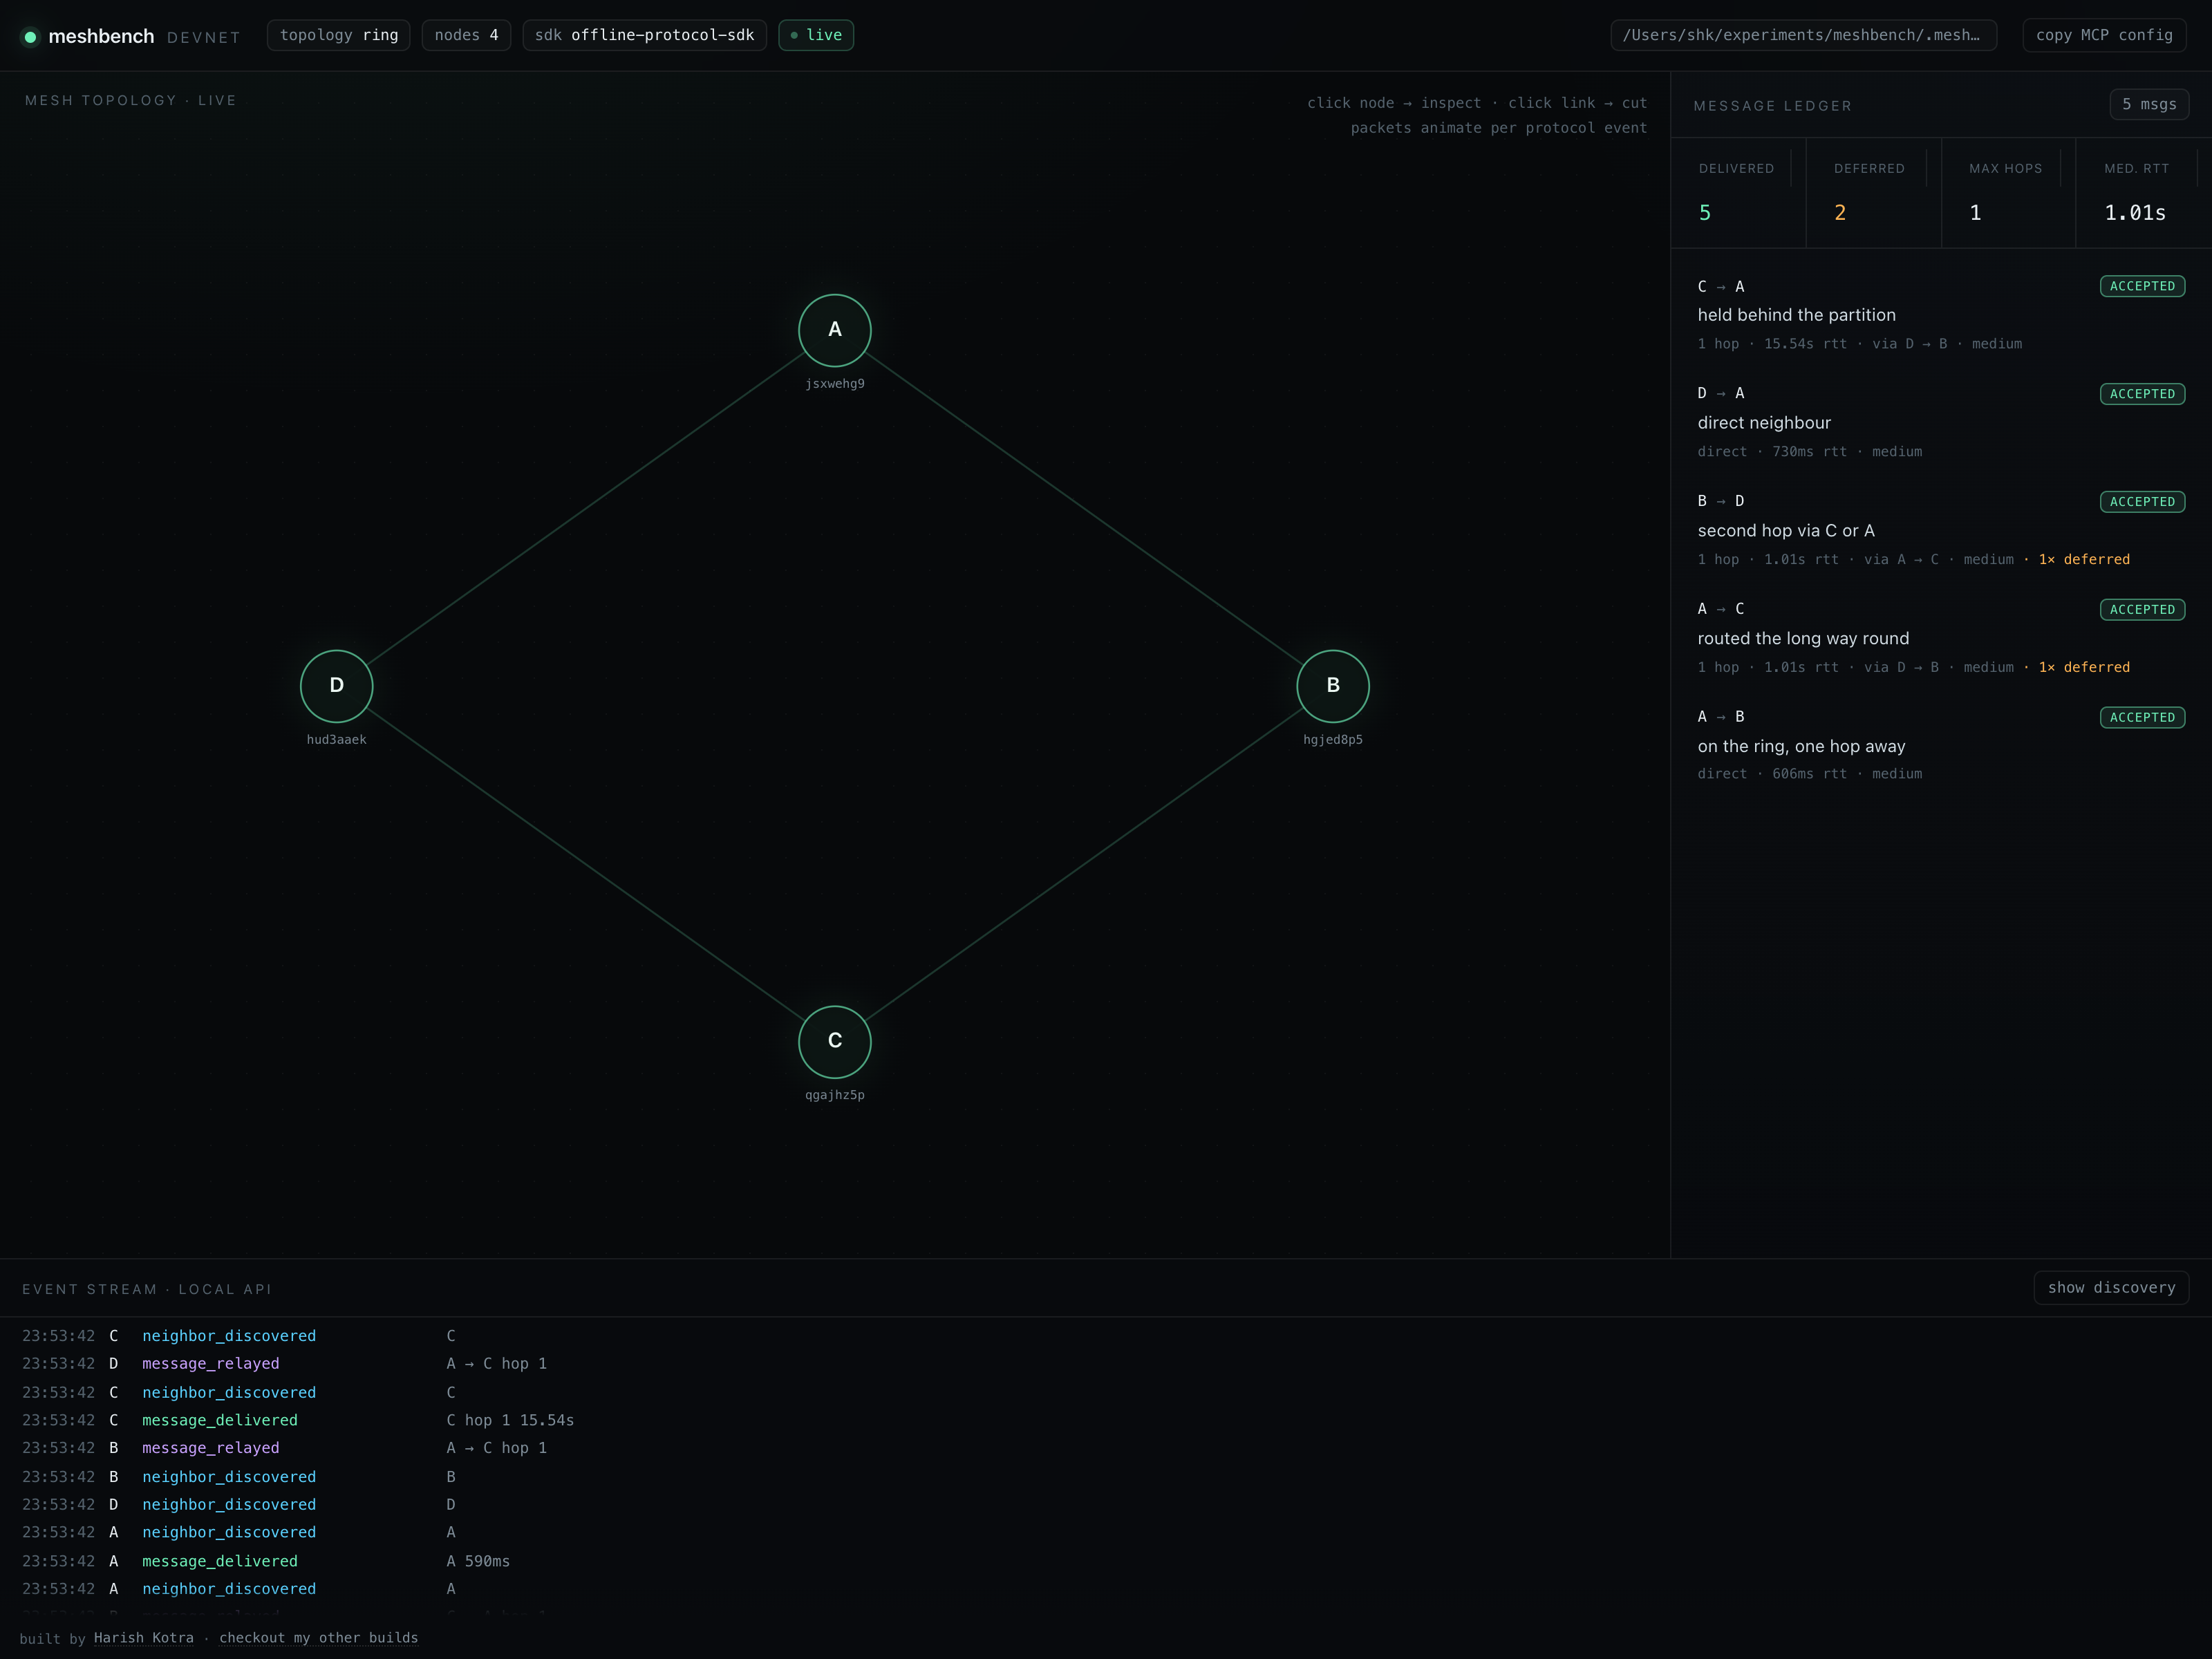 meshbench DEVNET topology ring nodes 4 sdk offline-protocol-sdk live /Users/shk/experiments/meshbench/.mesh… copy MCP config
MESH TOPOLOGY · LIVE
click node → inspect · click link → cut
packets animate per protocol event
A
jsxwehg9
D
hud3aaek
B
hgjed8p5
C
qgajhz5p
MESSAGE LEDGER 5 msgs
DELIVERED DEFERRED MAX HOPS MED. RTT
5 2 1 1.01s
C → A ACCEPTED
held behind the partition
1 hop · 15.54s rtt · via D → B · medium
D → A ACCEPTED
direct neighbour
direct · 730ms rtt · medium
B → D ACCEPTED
second hop via C or A
1 hop · 1.01s rtt · via A → C · medium · 1× deferred
A → C ACCEPTED
routed the long way round
1 hop · 1.01s rtt · via D → B · medium · 1× deferred
A → B ACCEPTED
on the ring, one hop away
direct · 606ms rtt · medium
EVENT STREAM · LOCAL API show discovery
23:53:42 C neighbor_discovered C
23:53:42 D message_relayed A → C hop 1
23:53:42 C neighbor_discovered C
23:53:42 C message_delivered C hop 1 15.54s
23:53:42 B message_relayed A → C hop 1
23:53:42 B neighbor_discovered B
23:53:42 D neighbor_discovered D
23:53:42 A neighbor_discovered A
23:53:42 A message_delivered A 590ms
23:53:42 A neighbor_discovered A
built by Harish Kotra · checkout my other builds